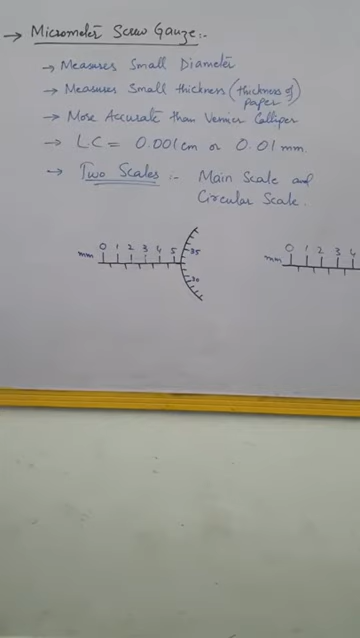 → Micrometer Screw Gauge:-
→ Measures Small Diameter
→ Measures Small thickness (thickness of paper)
→ More Accurate than Vernier Calliper
→ L.C = 0.001 cm or 0.01 mm
→ Two Scales :- Main Scale and
Circular Scale.
mm 0 1 2 3 4 5 35
30
mm 0 1 2 3 4